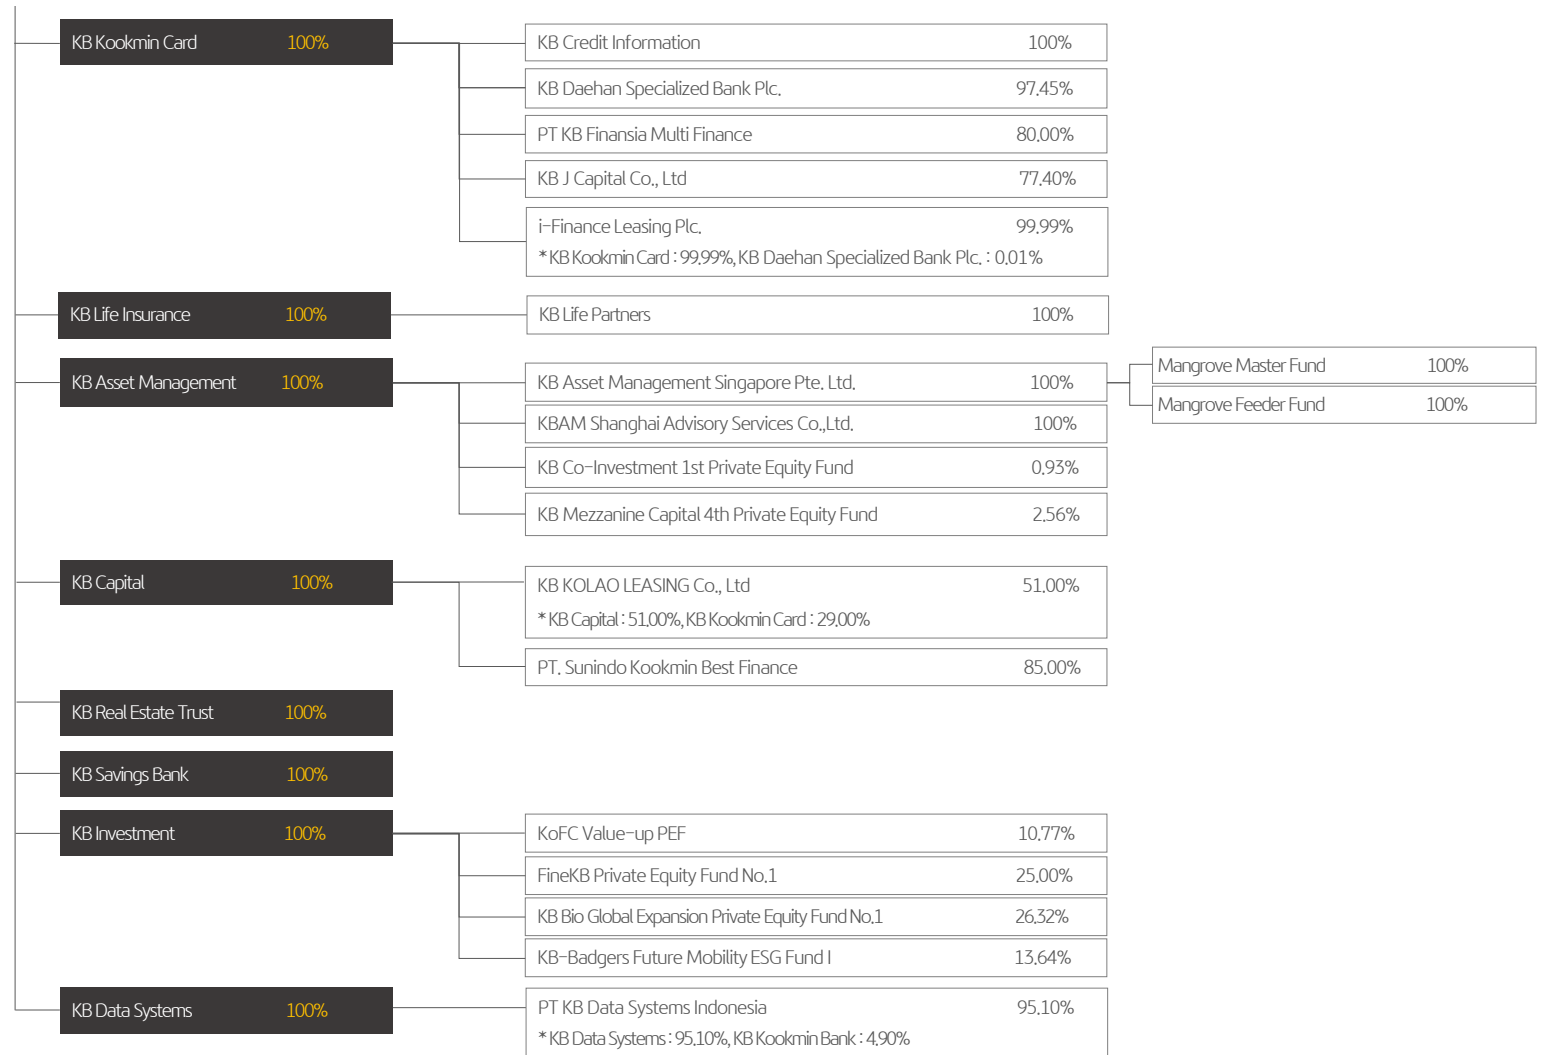 KB Kookmin Card 100%
KB Credit Information 100%
KB Daehan Specialized Bank Plc. 97.45%
PT KB Finansia Multi Finance 80.00%
KB J Capital Co., Ltd 77.40%
i-Finance Leasing Plc. 99.99%
* KB Kookmin Card : 99.99%, KB Daehan Specialized Bank Plc. : 0.01%
KB Life Insurance 100%
KB Life Partners 100%
KB Asset Management 100%
KB Asset Management Singapore Pte. Ltd. 100%
Mangrove Master Fund 100%
Mangrove Feeder Fund 100%
KBAM Shanghai Advisory Services Co.,Ltd. 100%
KB Co-Investment 1st Private Equity Fund 0.93%
KB Mezzanine Capital 4th Private Equity Fund 2.56%
KB Capital 100%
KB KOLAO LEASING Co., Ltd 51.00%
* KB Capital : 51.00%, KB Kookmin Card : 29.00%
PT. Sunindo Kookmin Best Finance 85.00%
KB Real Estate Trust 100%
KB Savings Bank 100%
KB Investment 100%
KoFC Value-up PEF 10.77%
FineKB Private Equity Fund No.1 25.00%
KB Bio Global Expansion Private Equity Fund No.1 26.32%
KB-Badgers Future Mobility ESG Fund I 13.64%
KB Data Systems 100%
PT KB Data Systems Indonesia 95.10%
* KB Data Systems : 95.10%, KB Kookmin Bank : 4.90%